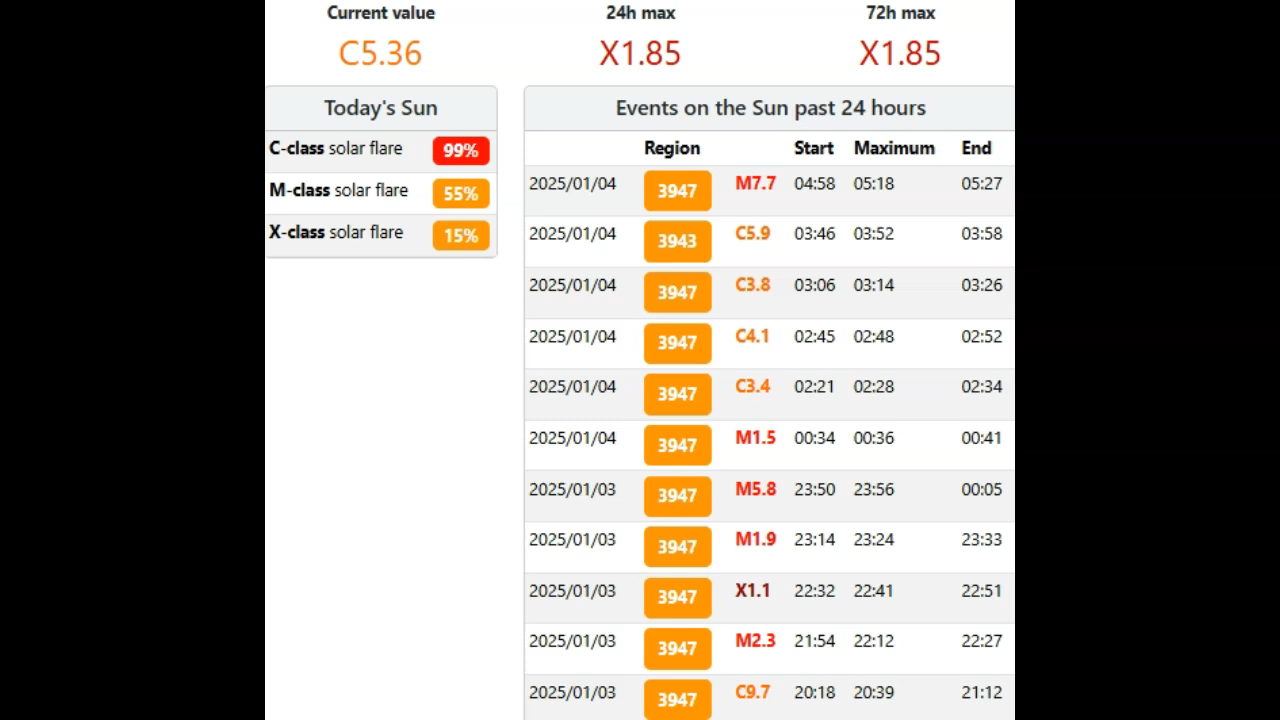 Current value 24h max 72h max
C5.36 X1.85 X1.85
Today's Sun
C-class solar flare 99%
M-class solar flare 55%
X-class solar flare 15%
Events on the Sun past 24 hours
Region Start Maximum End
2025/01/04 3947 M7.7 04:58 05:18 05:27
2025/01/04 3943 C5.9 03:46 03:52 03:58
2025/01/04 3947 C3.8 03:06 03:14 03:26
2025/01/04 3947 C4.1 02:45 02:48 02:52
2025/01/04 3947 C3.4 02:21 02:28 02:34
2025/01/04 3947 M1.5 00:34 00:36 00:41
2025/01/03 3947 M5.8 23:50 23:56 00:05
2025/01/03 3947 M1.9 23:14 23:24 23:33
2025/01/03 3947 X1.1 22:32 22:41 22:51
2025/01/03 3947 M2.3 21:54 22:12 22:27
2025/01/03 3947 C9.7 20:18 20:39 21:12